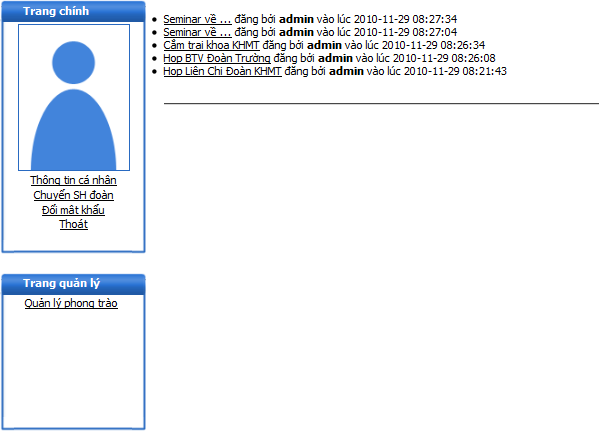 Trang chính
Thông tin cá nhân
Chuyển SH đoàn
Đổi mật khẩu
Thoát
Trang quản lý
Quản lý phong trào
Seminar về ... đăng bởi admin vào lúc 2010-11-29 08:27:34
Seminar về ... đăng bởi admin vào lúc 2010-11-29 08:27:04
Cắm trại khoa KHMT đăng bởi admin vào lúc 2010-11-29 08:26:34
Họp BTV Đoàn Trường đăng bởi admin vào lúc 2010-11-29 08:26:08
Họp Liên Chi Đoàn KHMT đăng bởi admin vào lúc 2010-11-29 08:21:43